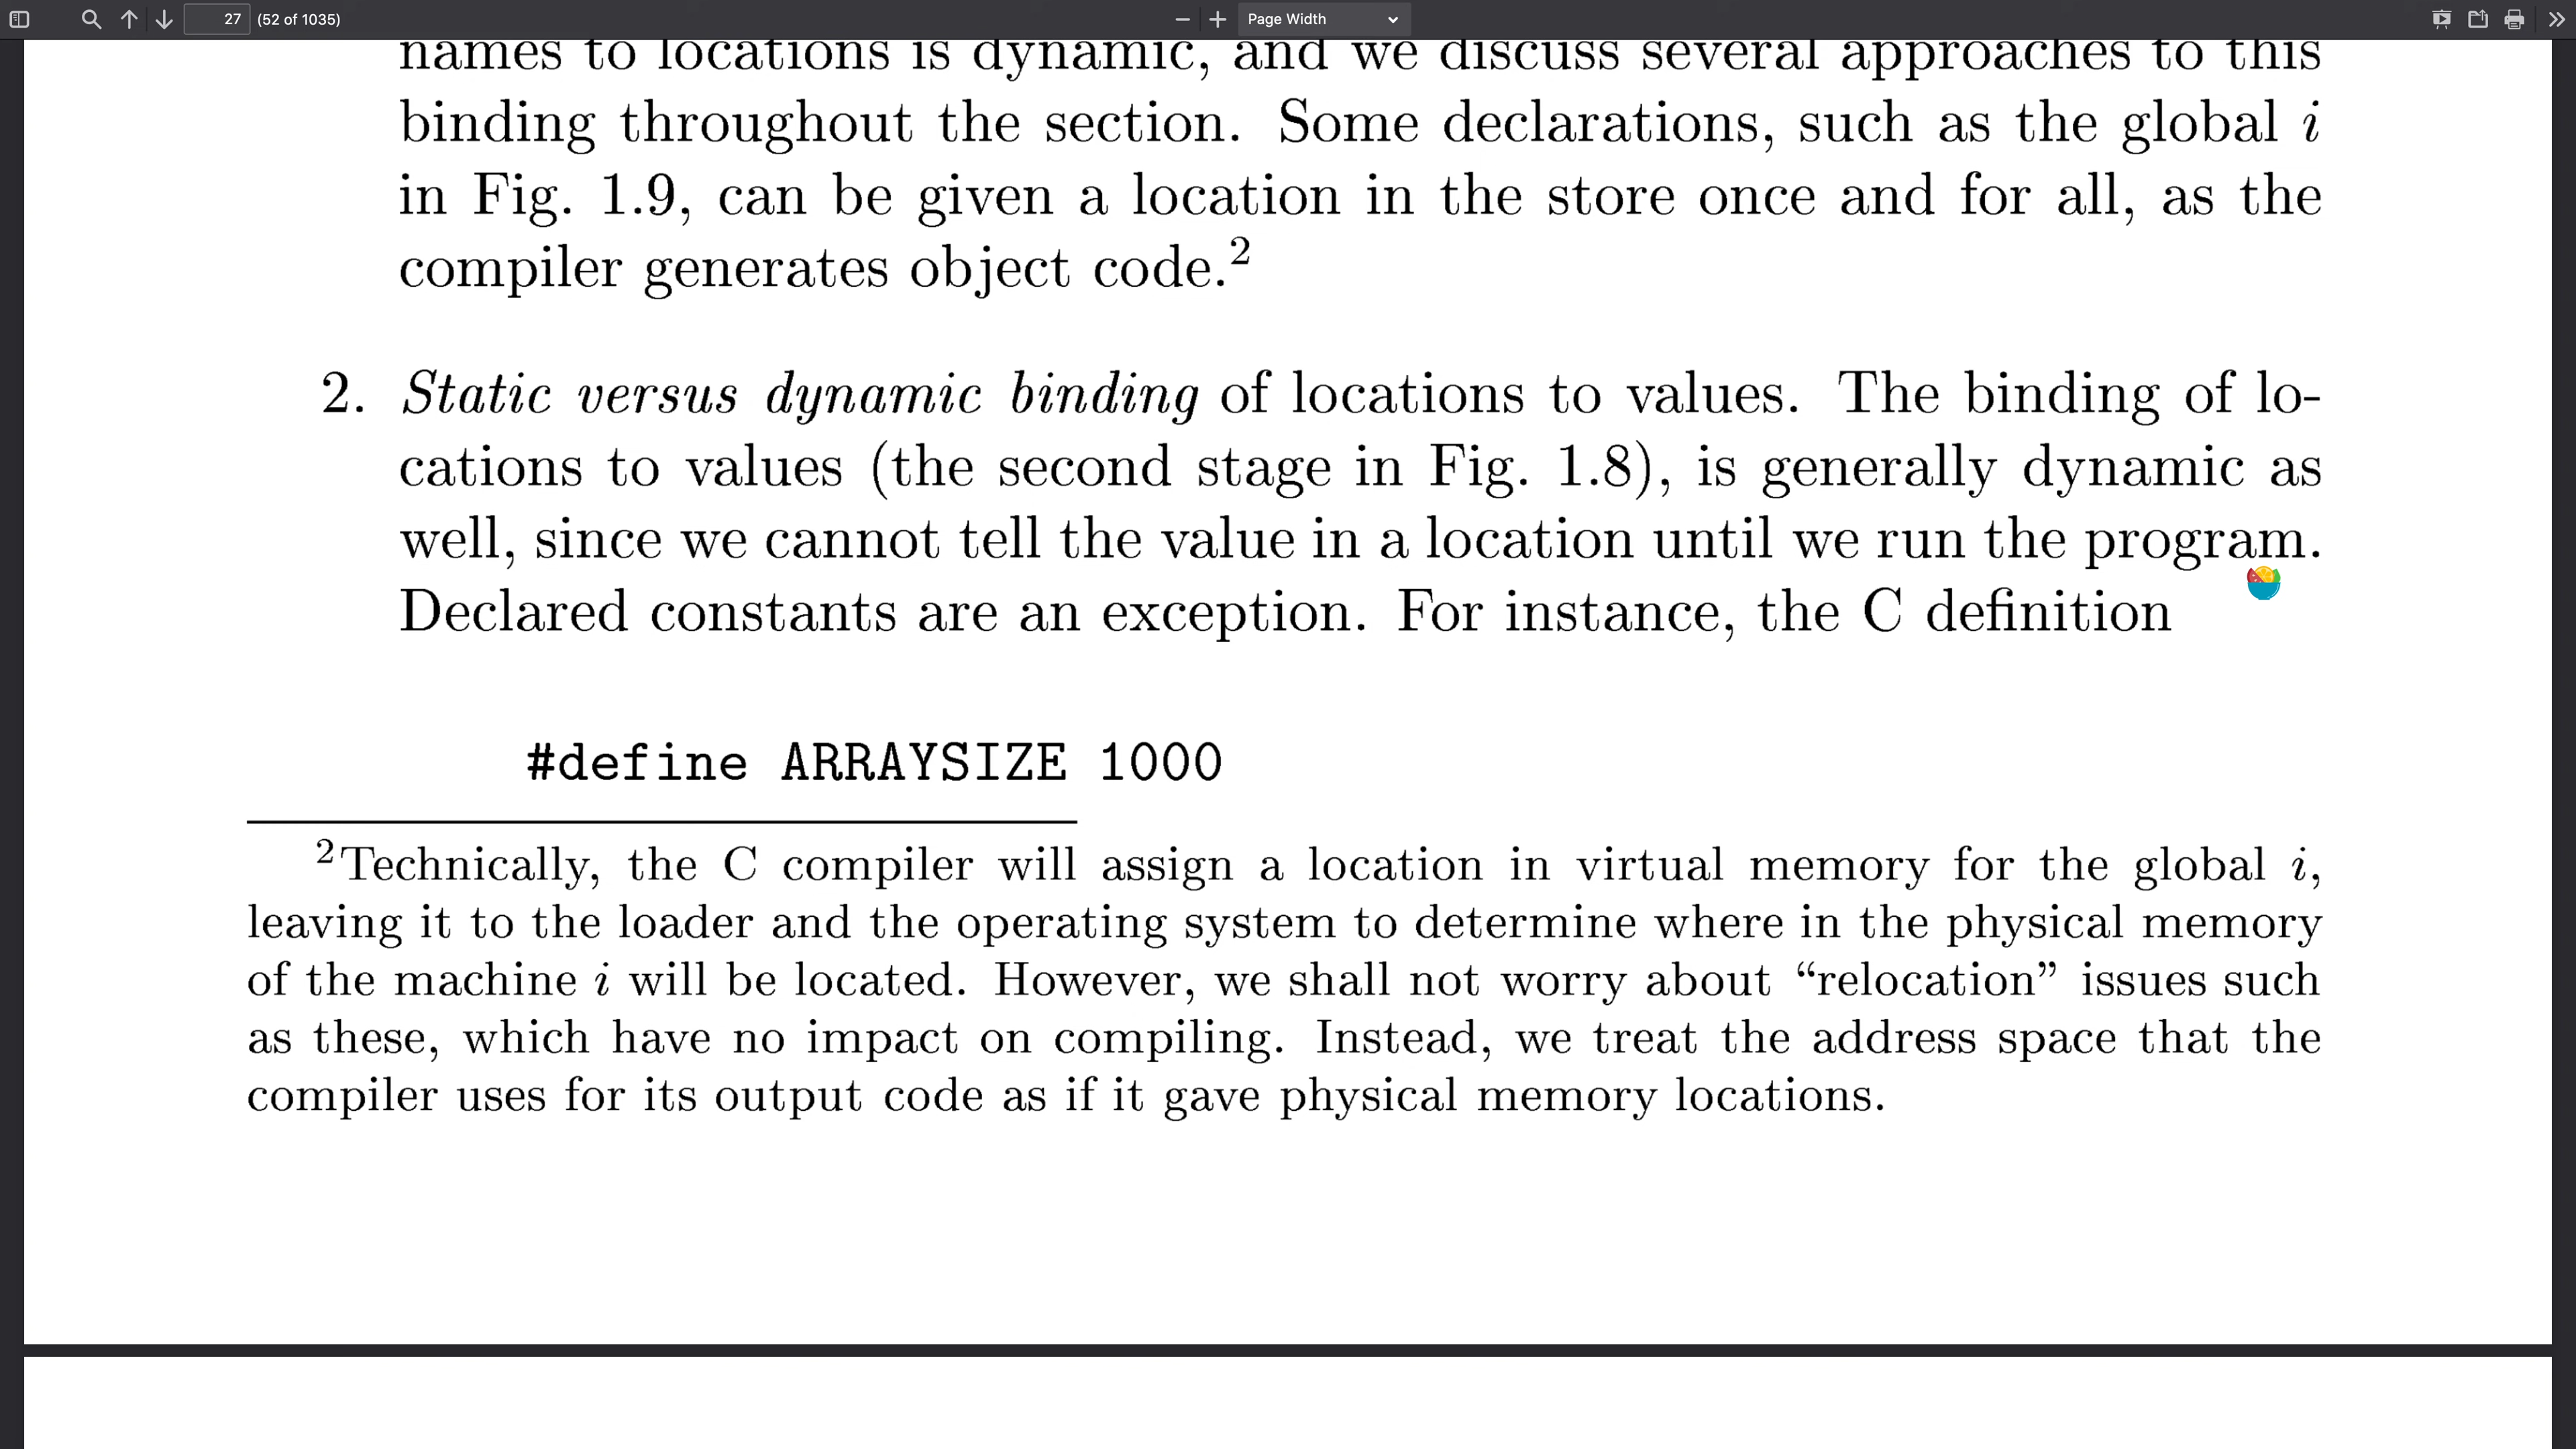 27 (52 of 1035) Page Width
names to locations is dynamic, and we discuss several approaches to this
binding throughout the section. Some declarations, such as the global i
in Fig. 1.9, can be given a location in the store once and for all, as the
compiler generates object code.2
2. Static versus dynamic binding of locations to values. The binding of lo-
cations to values (the second stage in Fig. 1.8), is generally dynamic as
well, since we cannot tell the value in a location until we run the program.
Declared constants are an exception. For instance, the C definition
#define ARRAYSIZE 1000
2Technically, the C compiler will assign a location in virtual memory for the global i,
leaving it to the loader and the operating system to determine where in the physical memory
of the machine i will be located. However, we shall not worry about “relocation” issues such
as these, which have no impact on compiling. Instead, we treat the address space that the
compiler uses for its output code as if it gave physical memory locations.